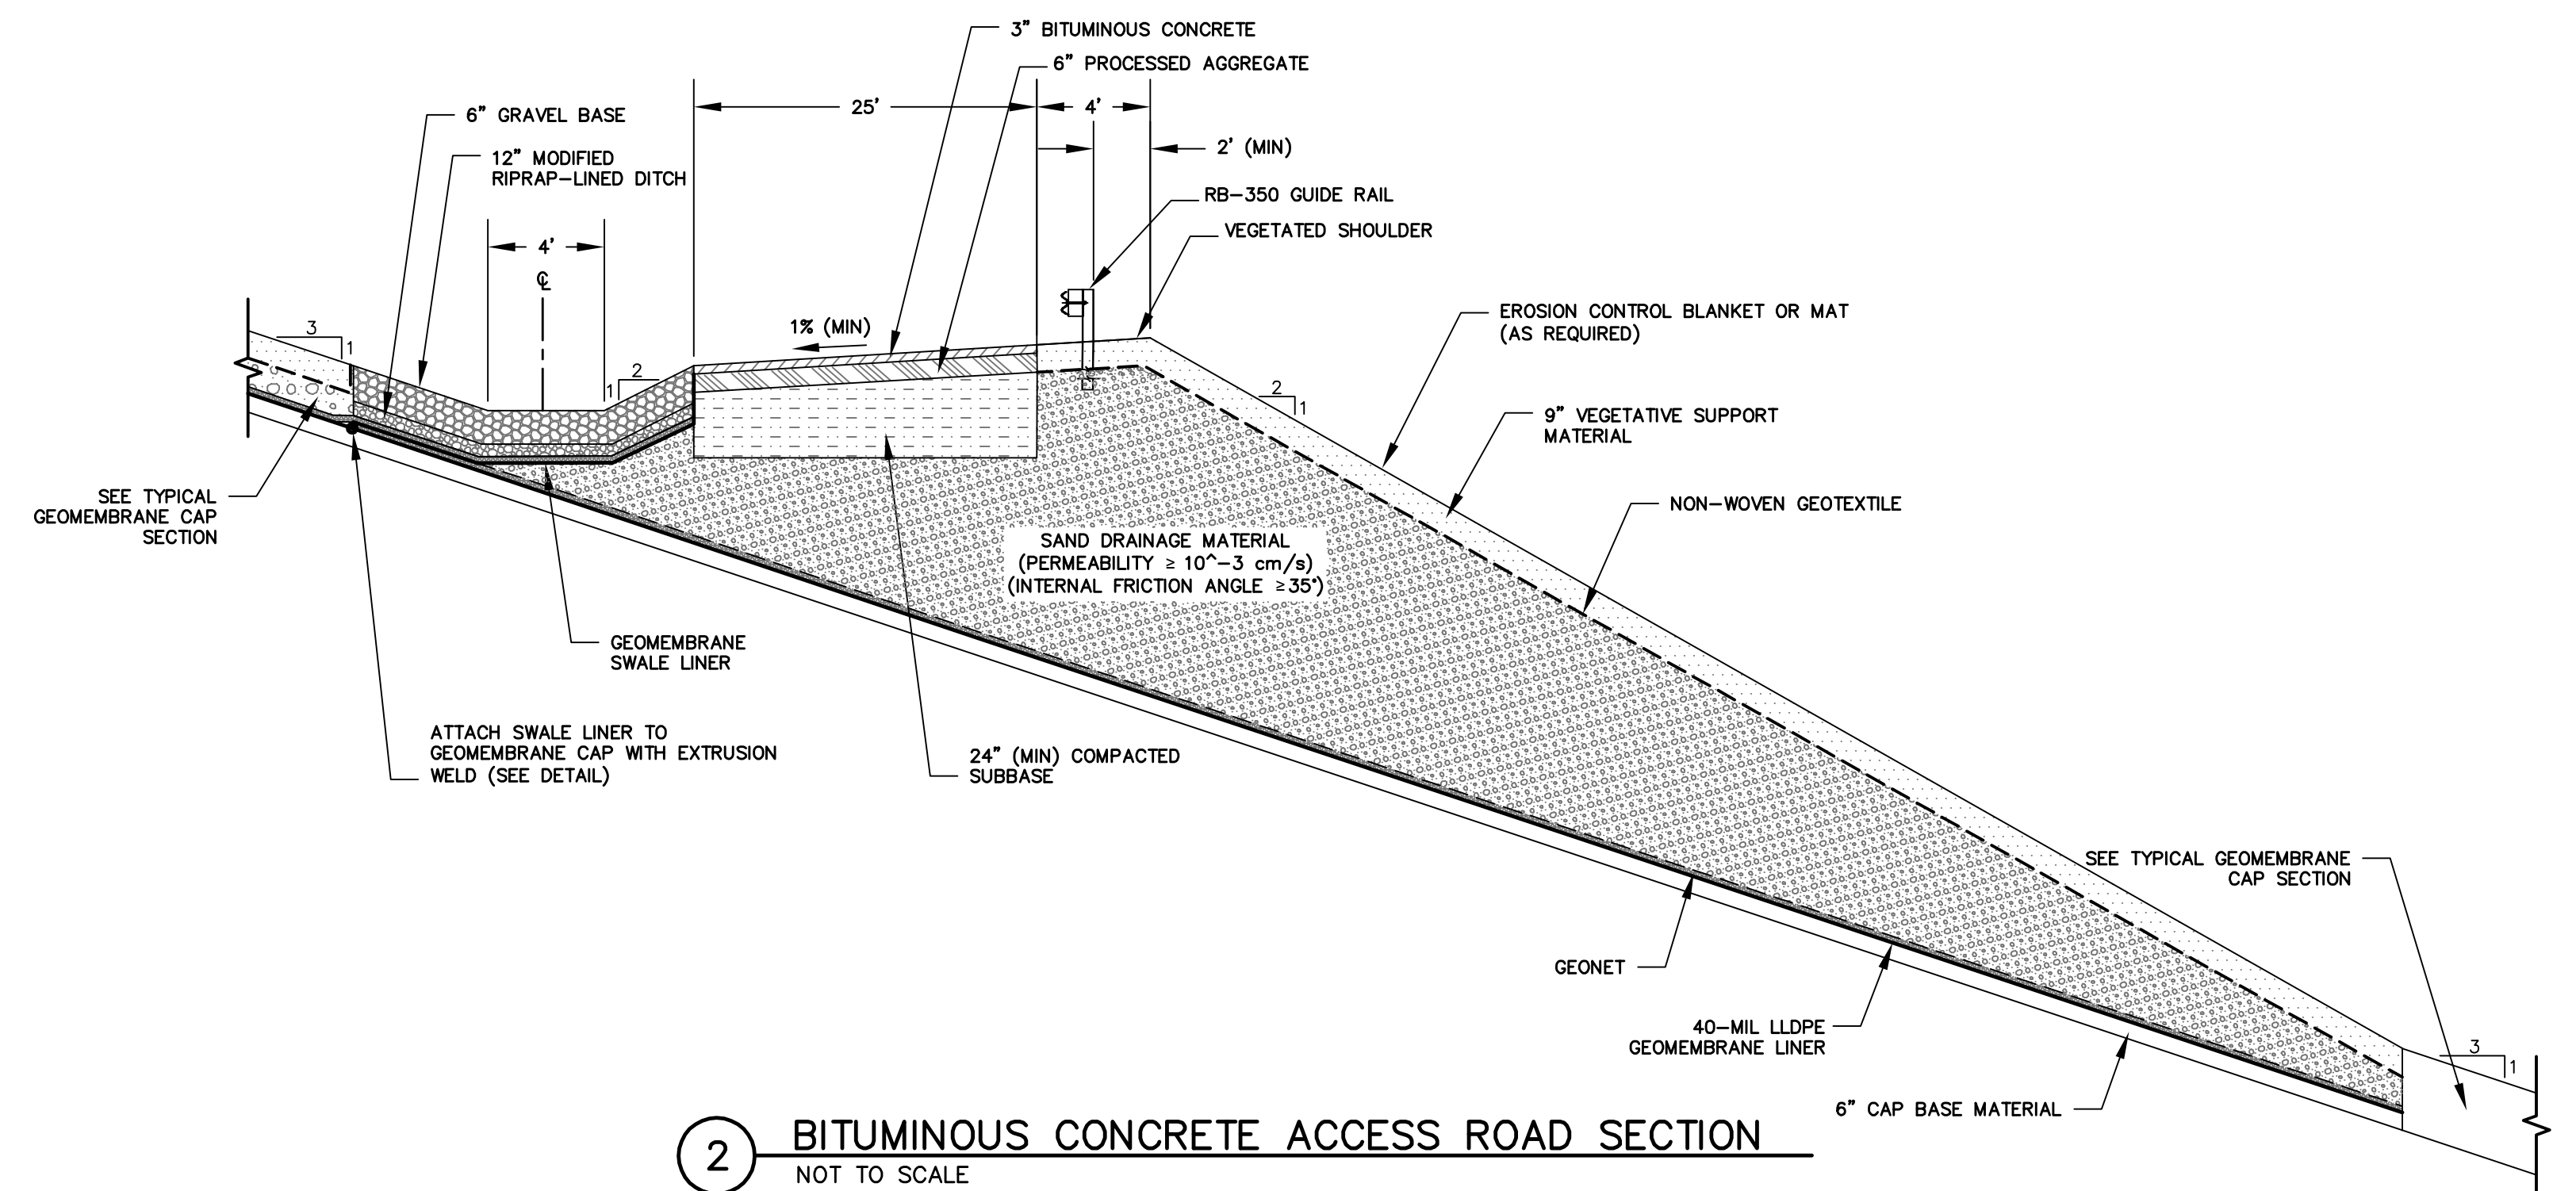 3" BITUMINOUS CONCRETE
6" PROCESSED AGGREGATE
25'
4'
6" GRAVEL BASE
2' (MIN)
12" MODIFIED
RIPRAP-LINED DITCH
RB-350 GUIDE RAIL
VEGETATED SHOULDER
4'
℄
1% (MIN)
3
1
2
1
EROSION CONTROL BLANKET OR MAT
(AS REQUIRED)
2
1
9" VEGETATIVE SUPPORT
MATERIAL
NON-WOVEN GEOTEXTILE
SEE TYPICAL
GEOMEMBRANE CAP
SECTION
SAND DRAINAGE MATERIAL
(PERMEABILITY ≥ 10^-3 cm/s)
(INTERNAL FRICTION ANGLE ≥35°)
GEOMEMBRANE
SWALE LINER
ATTACH SWALE LINER TO
GEOMEMBRANE CAP WITH EXTRUSION
WELD (SEE DETAIL)
24" (MIN) COMPACTED
SUBBASE
SEE TYPICAL GEOMEMBRANE
CAP SECTION
GEONET
40-MIL LLDPE
GEOMEMBRANE LINER
3
1
6" CAP BASE MATERIAL
2
BITUMINOUS CONCRETE ACCESS ROAD SECTION
NOT TO SCALE